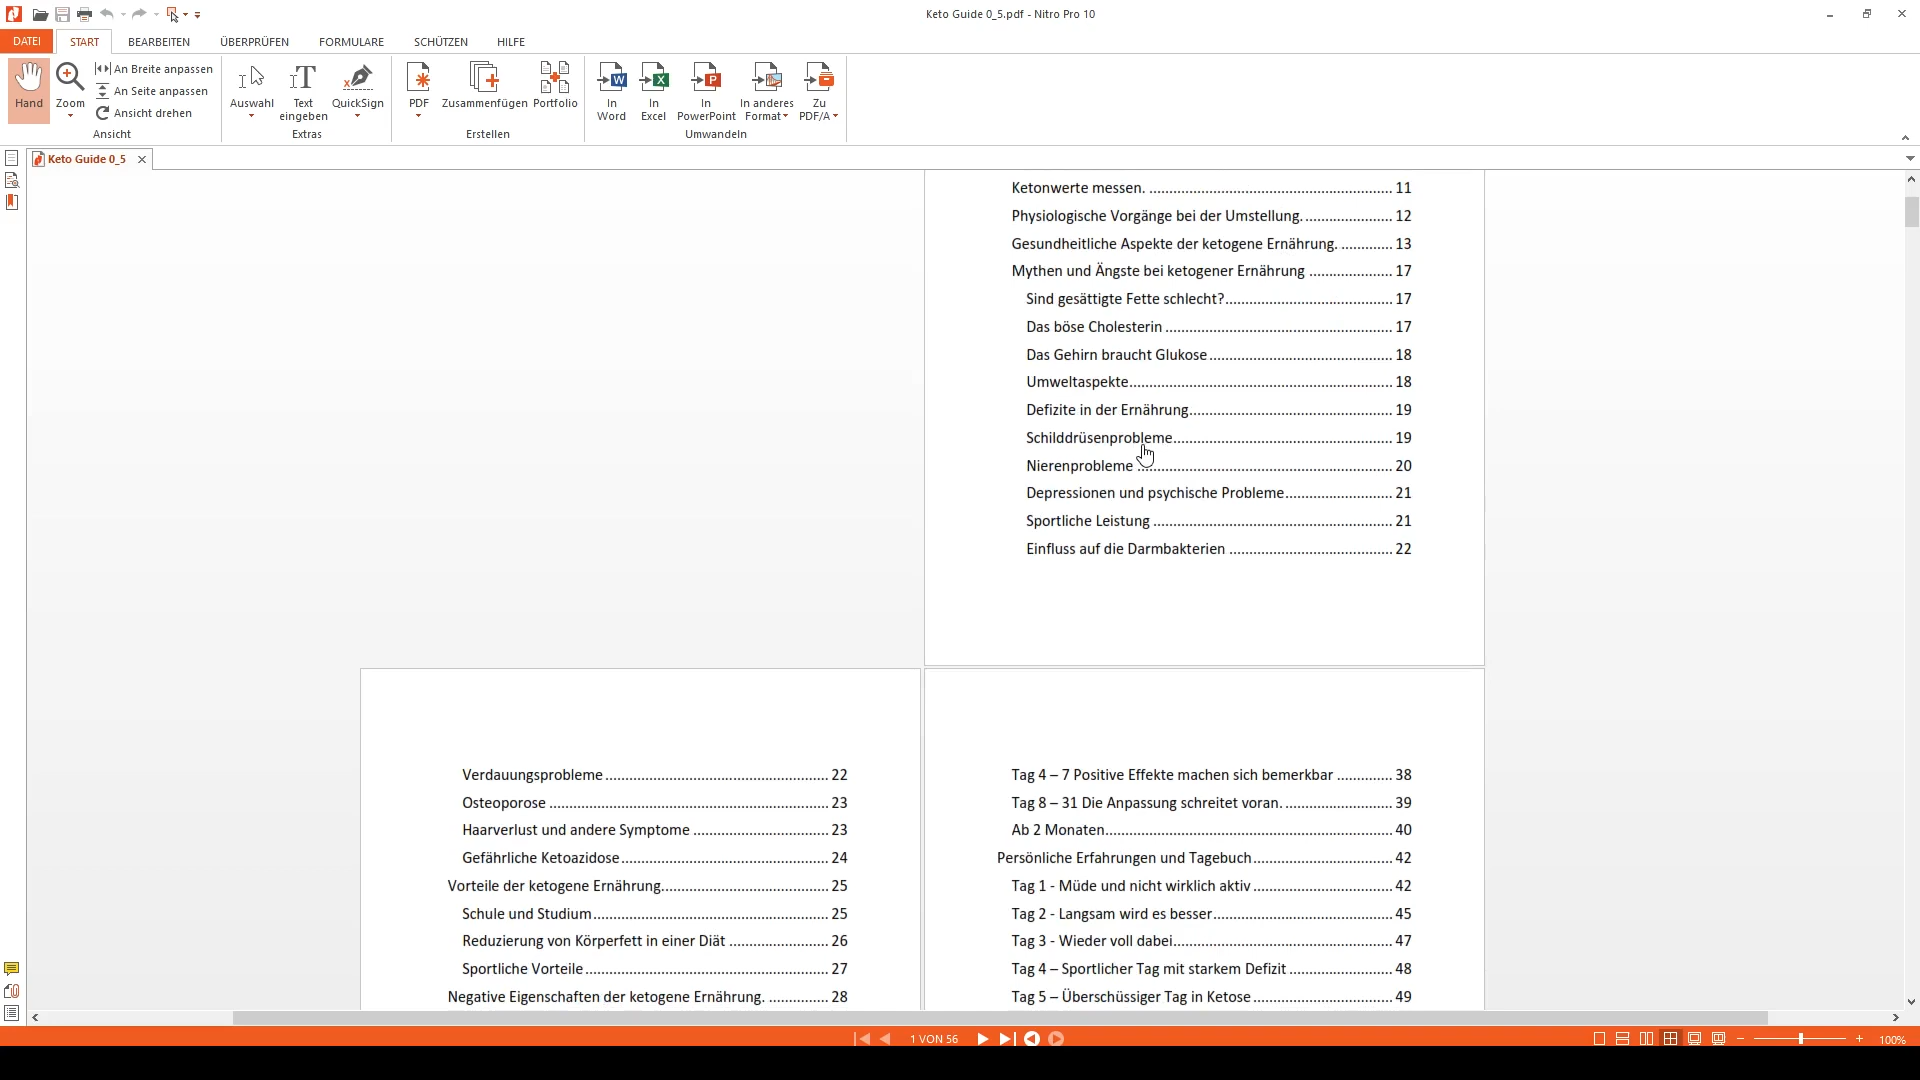 Keto Guide 0_5.pdf - Nitro Pro 10
DATEI START BEARBEITEN ÜBERPRÜFEN FORMULARE SCHÜTZEN HILFE
Hand
Zoom
An Breite anpassen
An Seite anpassen
Ansicht drehen
Ansicht
Auswahl
Text eingeben
QuickSign
Extras
PDF
Zusammenfügen
Portfolio
Erstellen
In Word
In Excel
In PowerPoint
In anderes Format
Zu PDF/A
Umwandeln
Keto Guide 0_5
Ketonwerte messen. ........................................................... 11
Physiologische Vorgänge bei der Umstellung. ..................... 12
Gesundheitliche Aspekte der ketogene Ernährung. ............ 13
Mythen und Ängste bei ketogener Ernährung .................... 17
Sind gesättigte Fette schlecht?........................................ 17
Das böse Cholesterin ....................................................... 17
Das Gehirn braucht Glukose ............................................ 18
Umweltaspekte................................................................ 18
Defizite in der Ernährung................................................. 19
Schilddrüsenprobleme..................................................... 19
Nierenprobleme .............................................................. 20
Depressionen und psychische Probleme.......................... 21
Sportliche Leistung .......................................................... 21
Einfluss auf die Darmbakterien ........................................ 22
Verdauungsprobleme ...................................................... 22
Osteoporose .................................................................... 23
Haarverlust und andere Symptome ................................. 23
Gefährliche Ketoazidose .................................................. 24
Vorteile der ketogene Ernährung........................................ 25
Schule und Studium......................................................... 25
Reduzierung von Körperfett in einer Diät ........................ 26
Sportliche Vorteile ........................................................... 27
Negative Eigenschaften der ketogene Ernährung. .............. 28
Tag 4 – 7 Positive Effekte machen sich bemerkbar ............. 38
Tag 8 – 31 Die Anpassung schreitet voran. .......................... 39
Ab 2 Monaten...................................................................... 40
Persönliche Erfahrungen und Tagebuch.................................. 42
Tag 1 - Müde und nicht wirklich aktiv .................................. 42
Tag 2 - Langsam wird es besser............................................ 45
Tag 3 - Wieder voll dabei..................................................... 47
Tag 4 – Sportlicher Tag mit starkem Defizit ......................... 48
Tag 5 – Überschüssiger Tag in Ketose .................................. 49
1 VON 56
100%